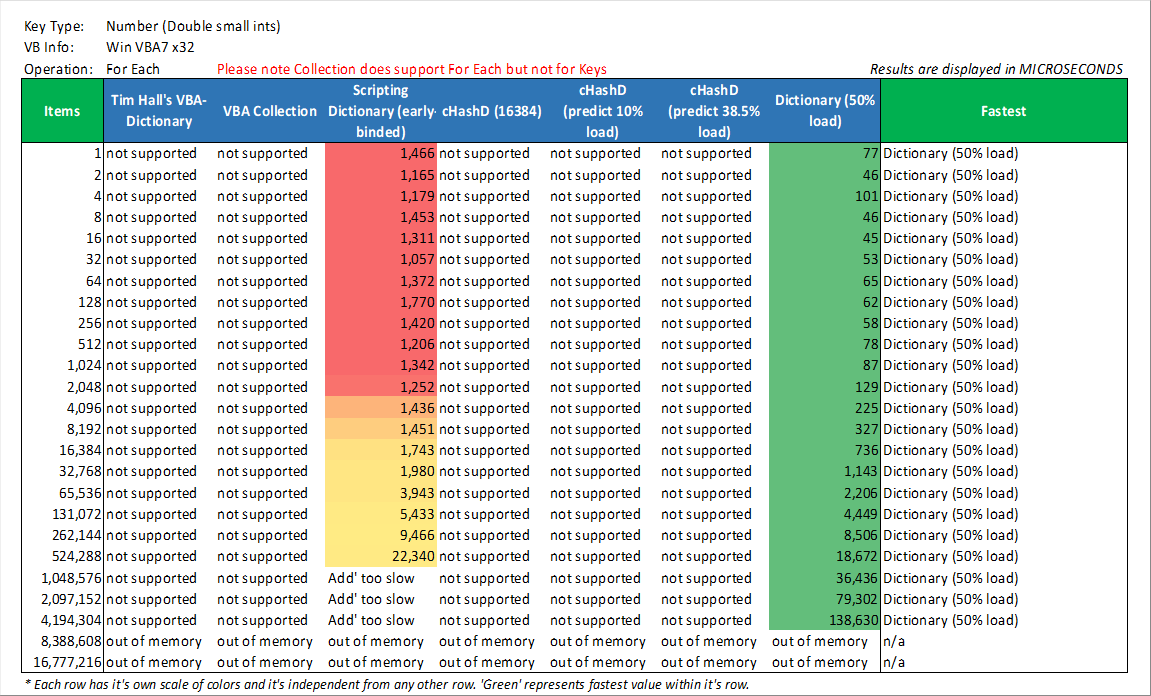 Key Type: Number (Double small ints)
VB Info: Win VBA7 x32
Operation: For Each Please note Collection does support For Each but not for Keys Results are displayed in MICROSECONDS
Items Tim Hall's VBA-Dictionary VBA Collection Scripting Dictionary (early-binded) cHashD (16384) cHashD (predict 10% load) cHashD (predict 38.5% load) Dictionary (50% load) Fastest
1 not supported not supported 1,466 not supported not supported not supported 77 Dictionary (50% load)
2 not supported not supported 1,165 not supported not supported not supported 46 Dictionary (50% load)
4 not supported not supported 1,179 not supported not supported not supported 101 Dictionary (50% load)
8 not supported not supported 1,453 not supported not supported not supported 46 Dictionary (50% load)
16 not supported not supported 1,311 not supported not supported not supported 45 Dictionary (50% load)
32 not supported not supported 1,057 not supported not supported not supported 53 Dictionary (50% load)
64 not supported not supported 1,372 not supported not supported not supported 65 Dictionary (50% load)
128 not supported not supported 1,770 not supported not supported not supported 62 Dictionary (50% load)
256 not supported not supported 1,420 not supported not supported not supported 58 Dictionary (50% load)
512 not supported not supported 1,206 not supported not supported not supported 78 Dictionary (50% load)
1,024 not supported not supported 1,342 not supported not supported not supported 87 Dictionary (50% load)
2,048 not supported not supported 1,252 not supported not supported not supported 129 Dictionary (50% load)
4,096 not supported not supported 1,436 not supported not supported not supported 225 Dictionary (50% load)
8,192 not supported not supported 1,451 not supported not supported not supported 327 Dictionary (50% load)
16,384 not supported not supported 1,743 not supported not supported not supported 736 Dictionary (50% load)
32,768 not supported not supported 1,980 not supported not supported not supported 1,143 Dictionary (50% load)
65,536 not supported not supported 3,943 not supported not supported not supported 2,206 Dictionary (50% load)
131,072 not supported not supported 5,433 not supported not supported not supported 4,449 Dictionary (50% load)
262,144 not supported not supported 9,466 not supported not supported not supported 8,506 Dictionary (50% load)
524,288 not supported not supported 22,340 not supported not supported not supported 18,672 Dictionary (50% load)
1,048,576 not supported not supported Add' too slow not supported not supported not supported 36,436 Dictionary (50% load)
2,097,152 not supported not supported Add' too slow not supported not supported not supported 79,302 Dictionary (50% load)
4,194,304 not supported not supported Add' too slow not supported not supported not supported 138,630 Dictionary (50% load)
8,388,608 out of memory out of memory out of memory out of memory out of memory out of memory out of memory n/a
16,777,216 out of memory out of memory out of memory out of memory out of memory out of memory out of memory n/a
* Each row has it's own scale of colors and it's independent from any other row. 'Green' represents fastest value within it's row.